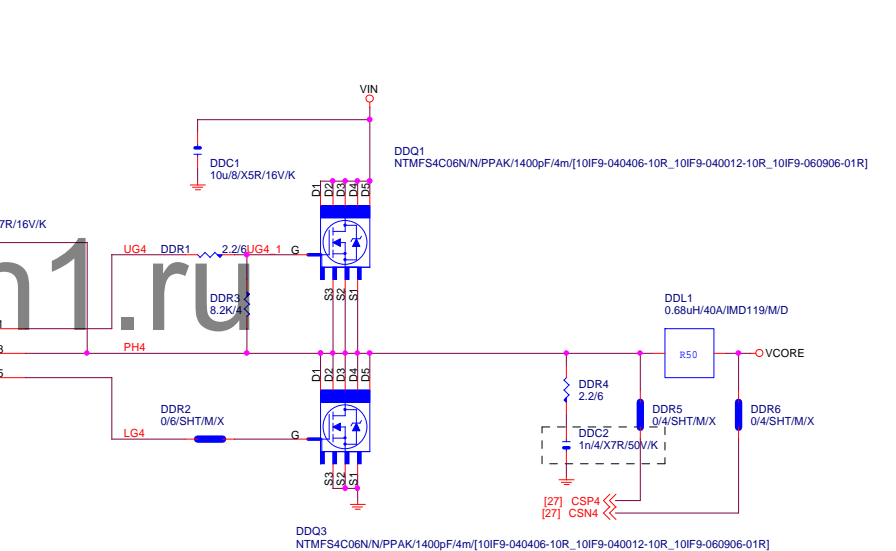 VIN
DDQ1
NTMFS4C06N/N/PPAK/1400pF/4m/[10IF9-040406-10R_10IF9-040012-10R_10IF9-060906-01R]
DDC1
10u/8/X5R/16V/K
D1 D2 D3 D4 D5
7R/16V/K
UG4 DDR1 2.2/6 UG4_1 G
n1.ru
DDR3
8.2K/4
S3 S2 S1
DDL1
0.68uH/40A/IMD119/M/D
PH4
R50
VCORE
D1 D2 D3 D4 D5
DDR4
2.2/6
DDR2
0/6/SHT/M/X
DDR5
0/4/SHT/M/X
DDR6
0/4/SHT/M/X
LG4 G
DDC2
1n/4/X7R/50V/K
S3 S2 S1
[27] CSP4
[27] CSN4
DDQ3
NTMFS4C06N/N/PPAK/1400pF/4m/[10IF9-040406-10R_10IF9-040012-10R_10IF9-060906-01R]